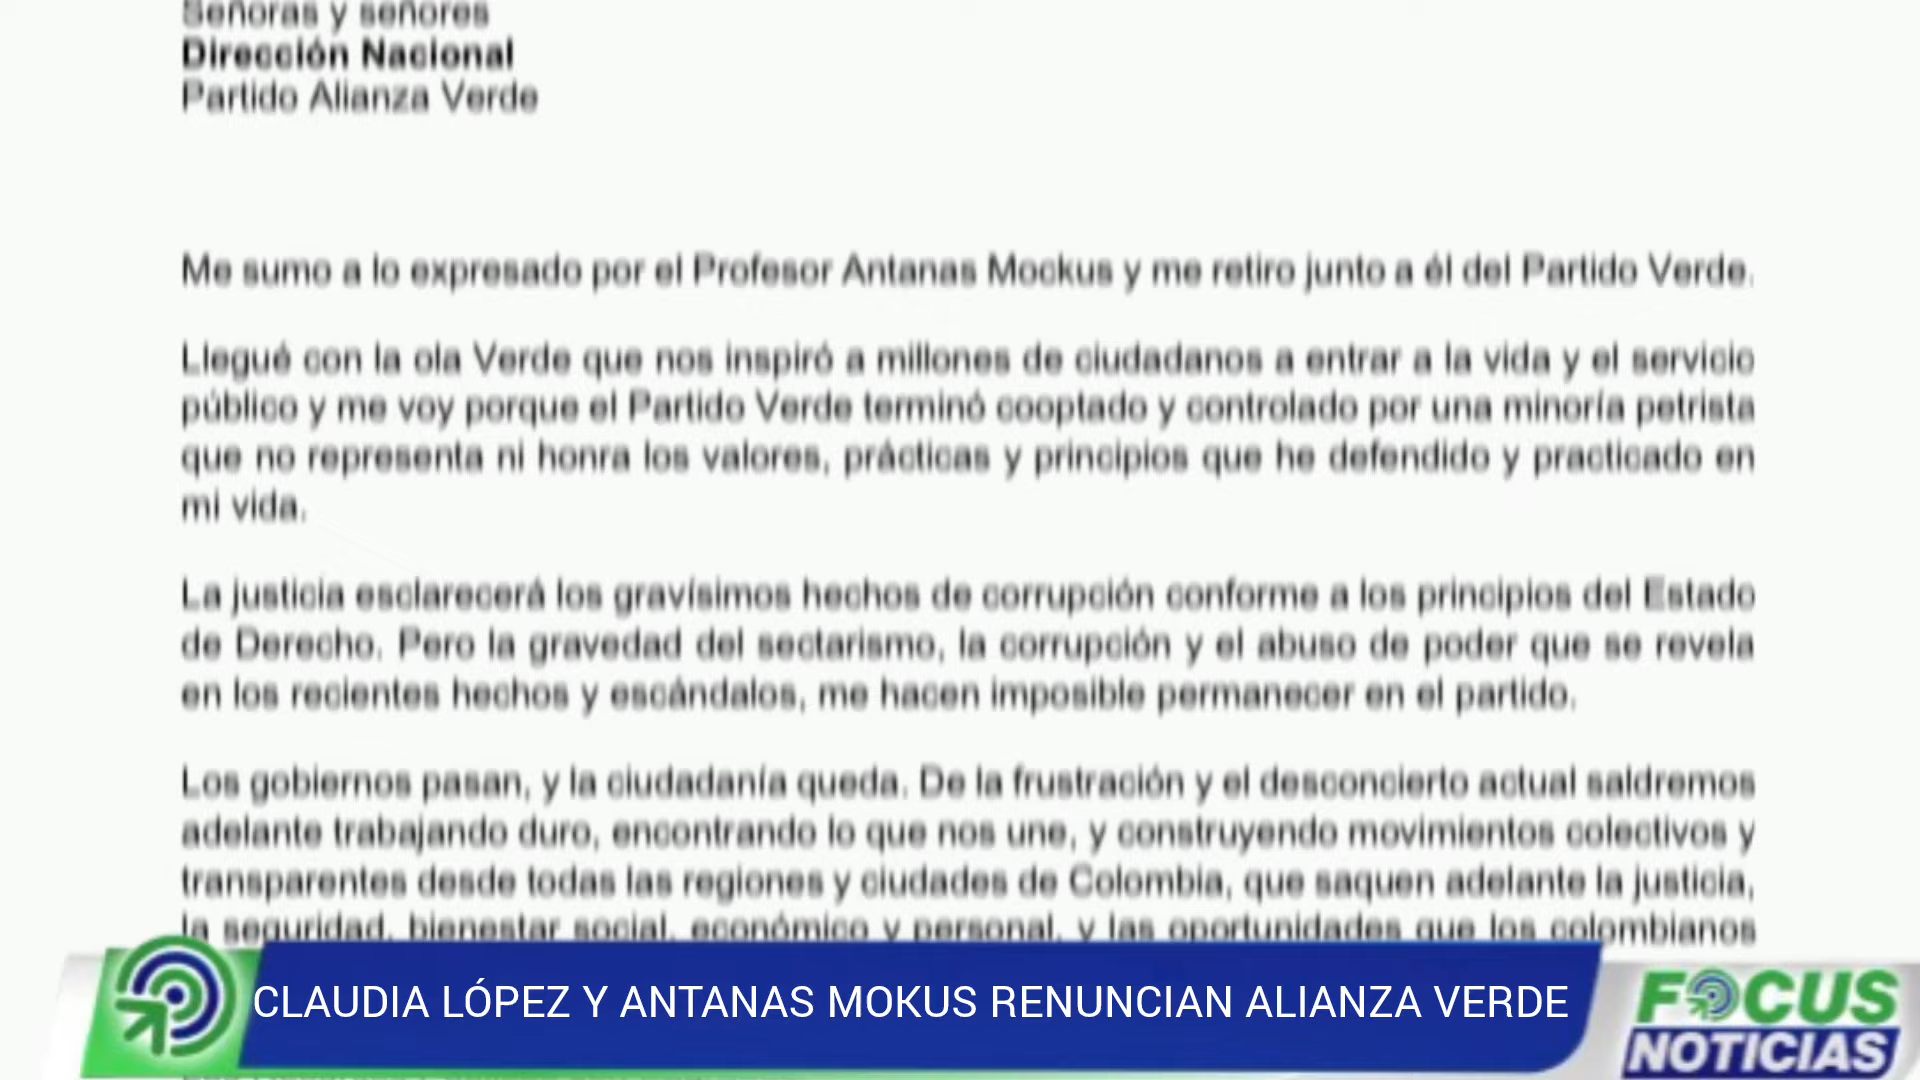 Señoras y señores
Dirección Nacional
Partido Alianza Verde
Me sumo a lo expresado por el Profesor Antanas Mockus y me retiro junto a él del Partido Verde.
Llegué con la ola Verde que nos inspiró a millones de ciudadanos a entrar a la vida y el servicio
público y me voy porque el Partido Verde terminó cooptado y controlado por una minoría petrista
que no representa ni honra los valores, prácticas y principios que he defendido y practicado en
mi vida.
La justicia esclarecerá los gravísimos hechos de corrupción conforme a los principios del Estado
de Derecho. Pero la gravedad del sectarismo, la corrupción y el abuso de poder que se revela
en los recientes hechos y escándalos, me hacen imposible permanecer en el partido.
Los gobiernos pasan, y la ciudadanía queda. De la frustración y el desconcierto actual saldremos
adelante trabajando duro, encontrando lo que nos une, y construyendo movimientos colectivos y
transparentes desde todas las regiones y ciudades de Colombia, que saquen adelante la justicia,
la seguridad, bienestar social, económico y personal, y las oportunidades que los colombianos
CLAUDIA LÓPEZ Y ANTANAS MOKUS RENUNCIAN ALIANZA VERDE
FOCUS
NOTICIAS